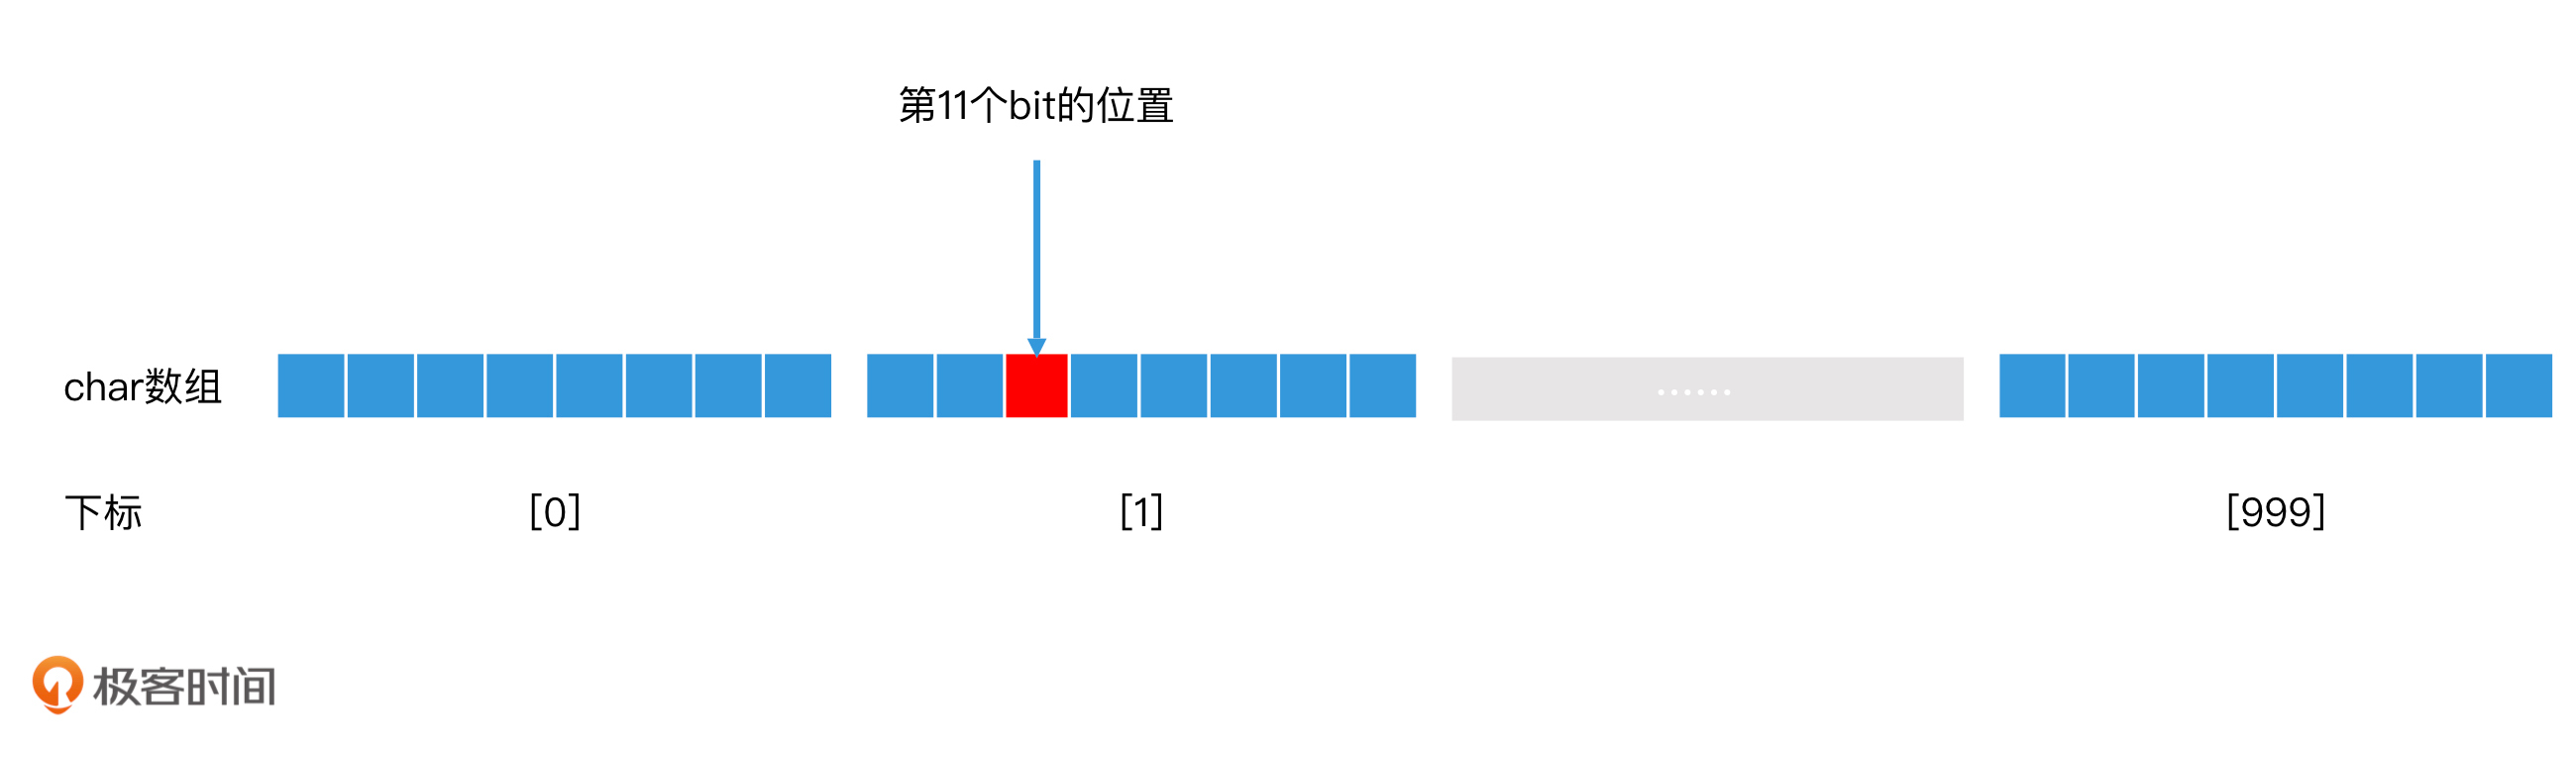 第11个bit的位置
char数组
......
下标 [0] [1] [999]
极客时间